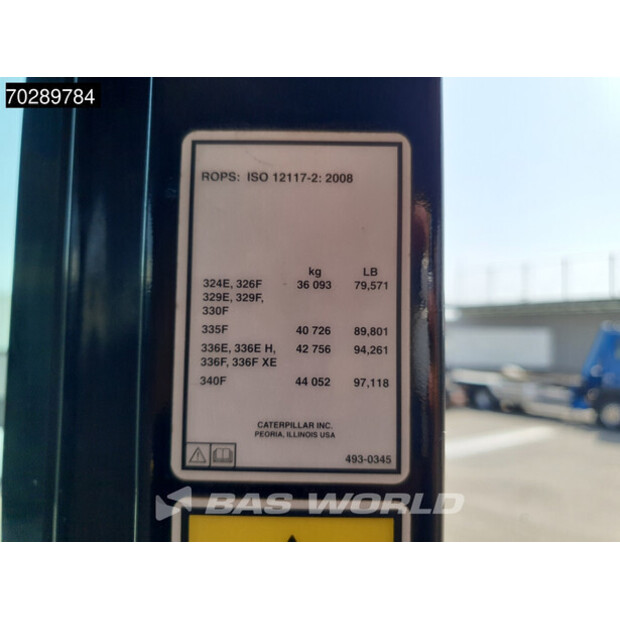 70289784
ROPS: ISO 12117-2: 2008
kg LB
324E, 326F 36 093 79,571
329E, 329F,
330F
335F 40 726 89,801
336E, 336E H, 42 756 94,261
336F, 336F XE
340F 44 052 97,118
CATERPILLAR INC.
PEORIA, ILLINOIS USA
493-0345
BAS WORLD